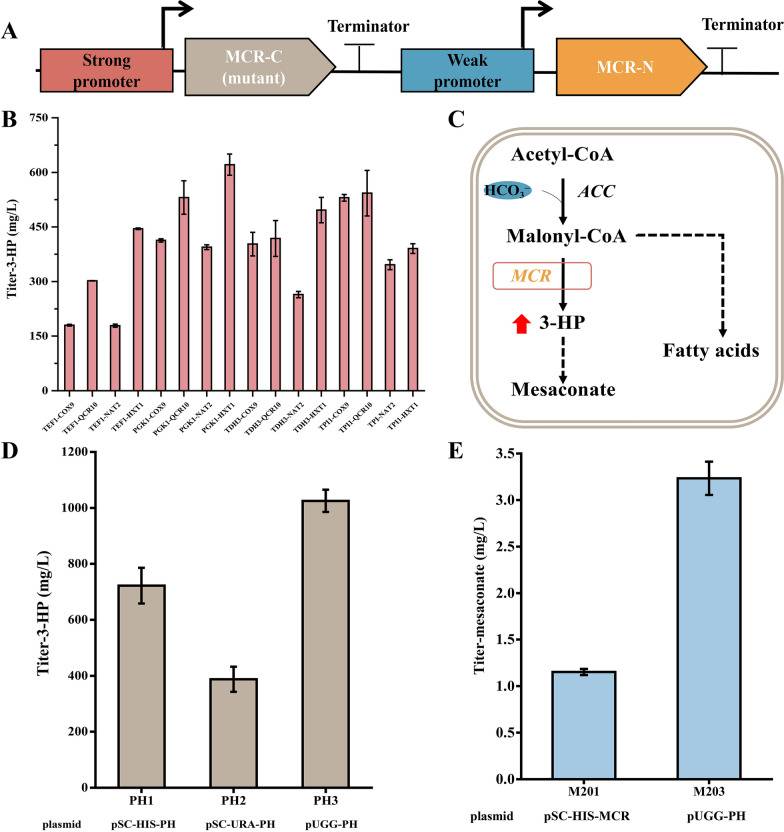 A
Strong
promoter
MCR-C
(mutant)
Terminator
Weak
promoter
MCR-N
Terminator
B
Titer-3-HP (mg/L)
750
600
450
300
150
0
TEF1-COX9
TEF1-QCR10
TEF1-NAT2
TEF1-HXT1
PGK1-COX9
PGK1-QCR10
PGK1-NAT2
PGK1-HXT1
TDH3-COX9
TDH3-QCR10
TDH3-NAT2
TDH3-HXT1
TPI1-COX9
TPI1-QCR10
TPI-NAT2
TPI1-HXT1
C
Acetyl-CoA
HCO₃⁻
ACC
Malonyl-CoA
MCR
3-HP
Fatty acids
Mesaconate
D
Titer-3-HP (mg/L)
1200
1000
800
600
400
200
0
PH1
PH2
PH3
plasmid
pSC-HIS-PH
pSC-URA-PH
pUGG-PH
E
Titer-mesaconate (mg/L)
3.5
3.0
2.5
2.0
1.5
1.0
0.5
0.0
M201
M203
plasmid
pSC-HIS-MCR
pUGG-PH